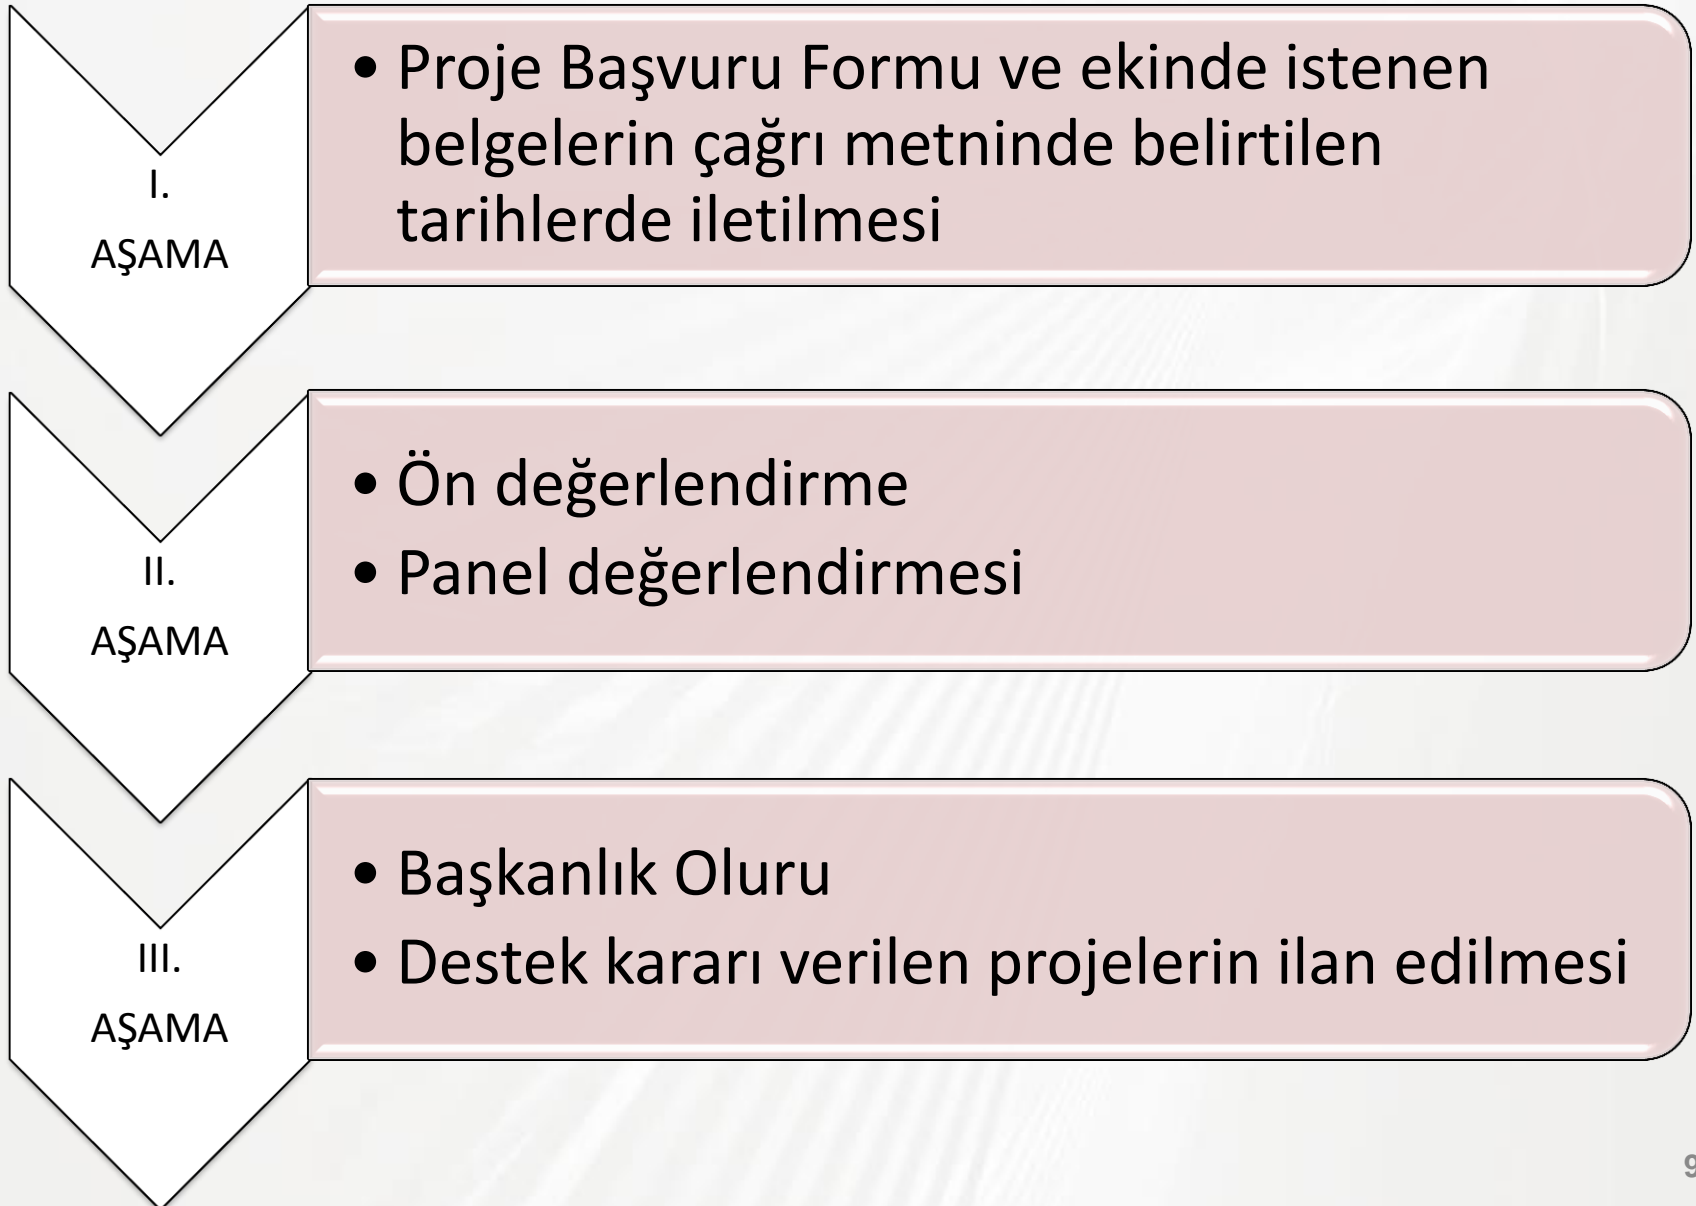 I.
AŞAMA
• Proje Başvuru Formu ve ekinde istenen
belgelerin çağrı metninde belirtilen
tarihlerde iletilmesi
II.
AŞAMA
• Ön değerlendirme
• Panel değerlendirmesi
III.
AŞAMA
• Başkanlık Oluru
• Destek kararı verilen projelerin ilan edilmesi
9